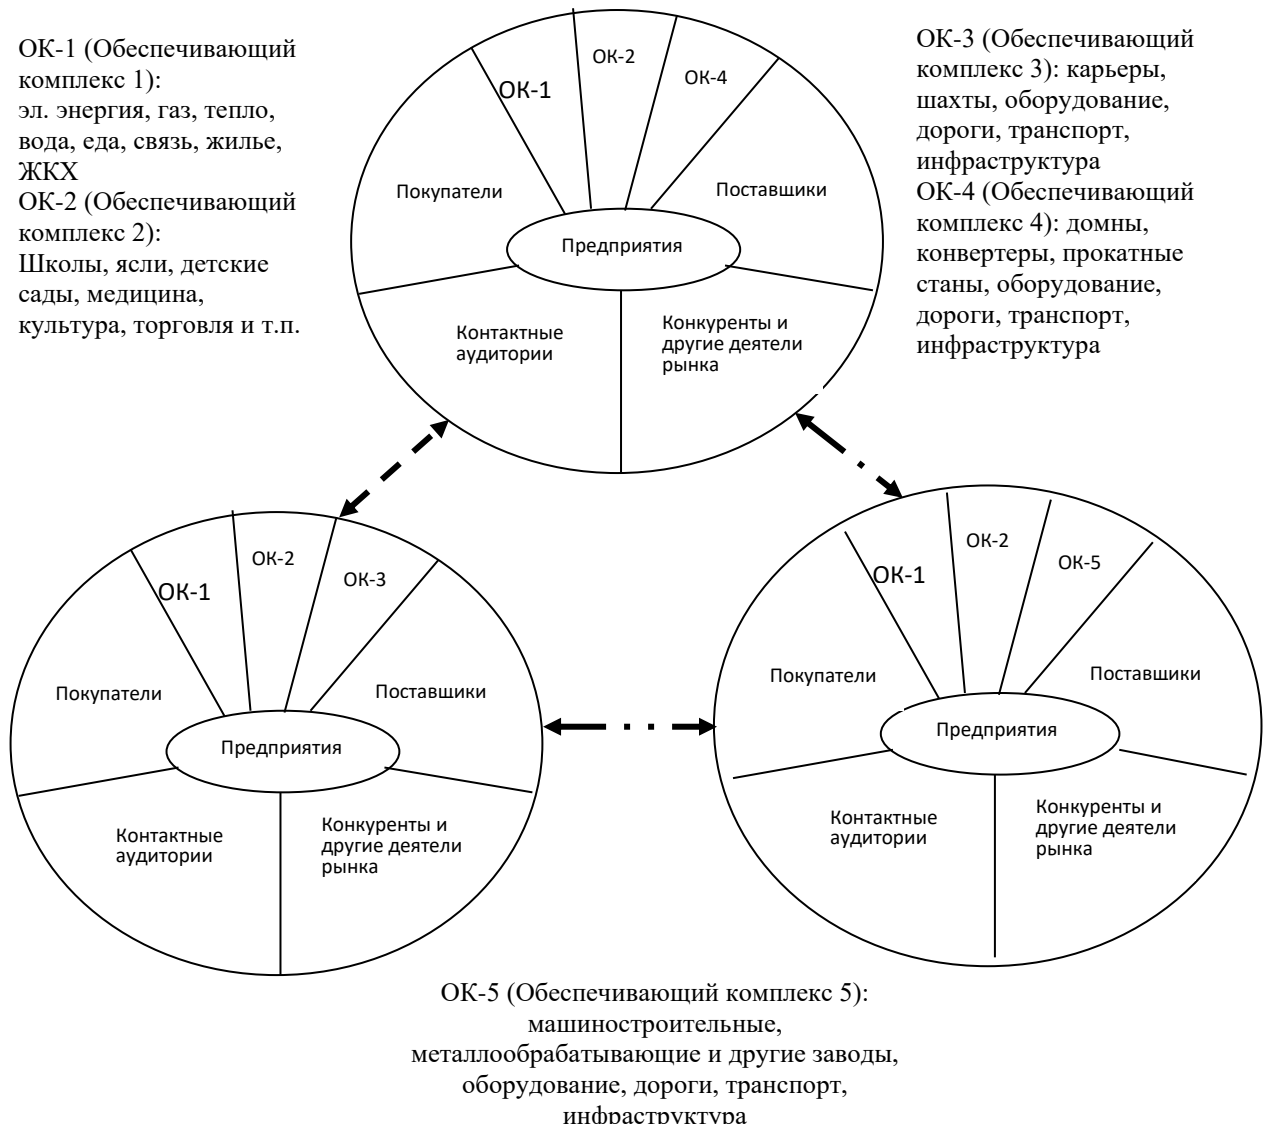 ОК-1 (Обеспечивающий
комплекс 1):
эл. энергия, газ, тепло,
вода, еда, связь, жилье,
ЖКХ
ОК-2 (Обеспечивающий
комплекс 2):
Школы, ясли, детские
сады, медицина,
культура, торговля и т.п.
ОК-1
ОК-2
ОК-4
Покупатели
Поставщики
Предприятия
Контактные
аудитории
Конкуренты и
другие деятели
рынка
ОК-3 (Обеспечивающий
комплекс 3): карьеры,
шахты, оборудование,
дороги, транспорт,
инфраструктура
ОК-4 (Обеспечивающий
комплекс 4): домны,
конвертеры, прокатные
станы, оборудование,
дороги, транспорт,
инфраструктура
ОК-1
ОК-2
ОК-3
Покупатели
Поставщики
Предприятия
Контактные
аудитории
Конкуренты и
другие деятели
рынка
ОК-1
ОК-2
ОК-5
Покупатели
Поставщики
Предприятия
Контактные
аудитории
Конкуренты и
другие деятели
рынка
ОК-5 (Обеспечивающий комплекс 5):
машиностроительные,
металлообрабатывающие и другие заводы,
оборудование, дороги, транспорт,
инфраструктура